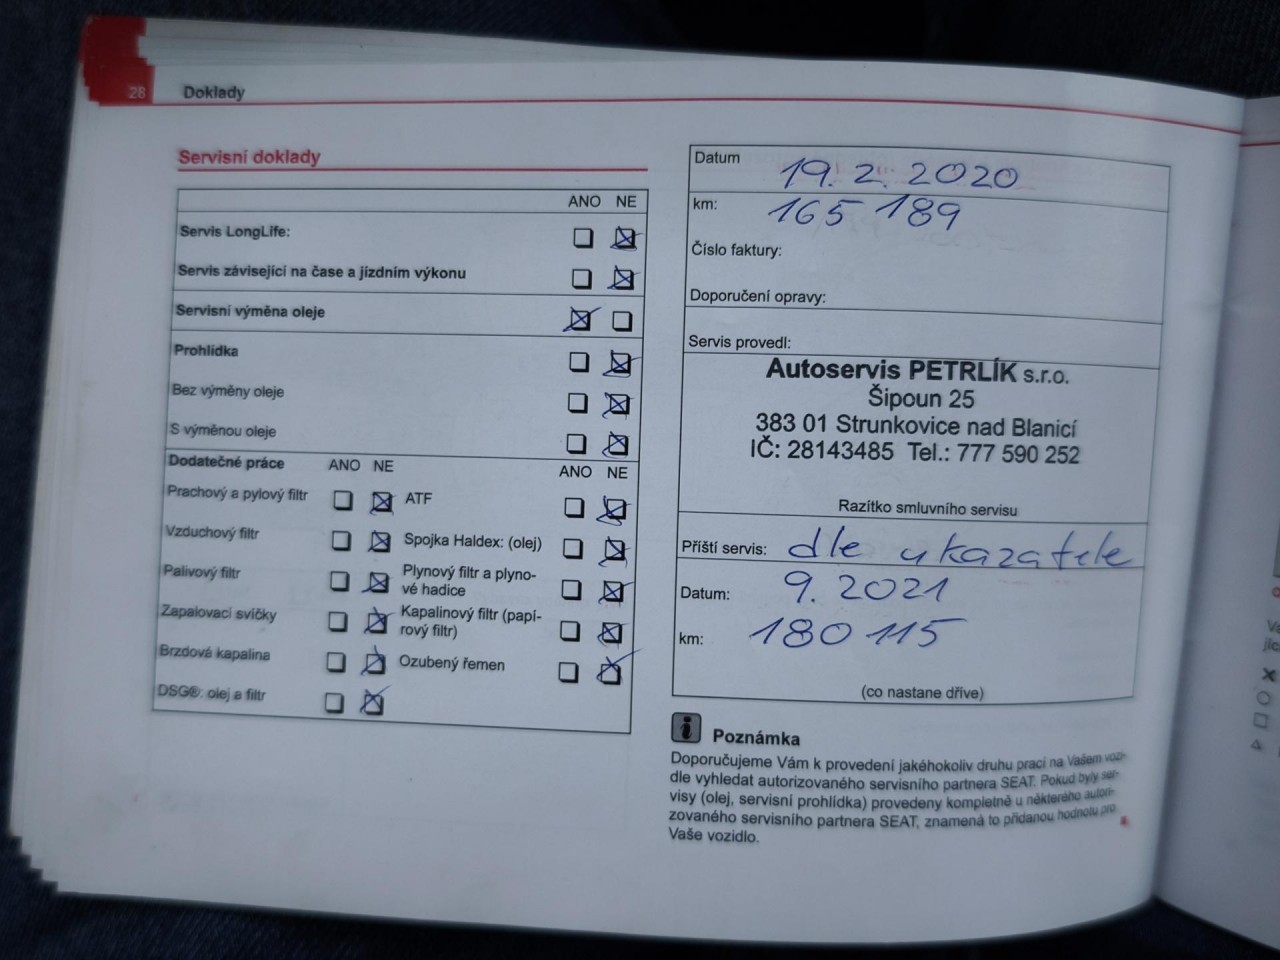 28 Doklady
Servisní doklady
ANO NE
Servis LongLife:
Servis závisející na čase a jízdním výkonu
Servisní výměna oleje
Prohlídka
Bez výměny oleje
S výměnou oleje
Dodatečné práce ANO NE ANO NE
Prachový a pylový filtr ATF
Vzduchový filtr Spojka Haldex: (olej)
Palivový filtr Plynový filtr a plyno-
vé hadice
Zapalovací svíčky Kapalinový filtr (papí-
rový filtr)
Brzdová kapalina Ozubený řemen
DSG®: olej a filtr
Datum 19. 2. 2020
km: 165 189
Číslo faktury:
Doporučení opravy:
Servis provedl:
Autoservis PETRLÍK s.r.o.
Šipoun 25
383 01 Strunkovice nad Blanicí
IČ: 28143485 Tel.: 777 590 252
Razítko smluvního servisu
Příští servis: dle ukazatele
Datum: 9. 2021
km: 180 115
(co nastane dříve)
Poznámka
Doporučujeme Vám k provedení jakéhokoliv druhu prací na Vašem vozi-
dle vyhledat autorizovaného servisního partnera SEAT. Pokud byly ser-
visy (olej, servisní prohlídka) provedeny kompletně u některého autori-
zovaného servisního partnera SEAT, znamená to přidanou hodnotu pro
Vaše vozidlo.